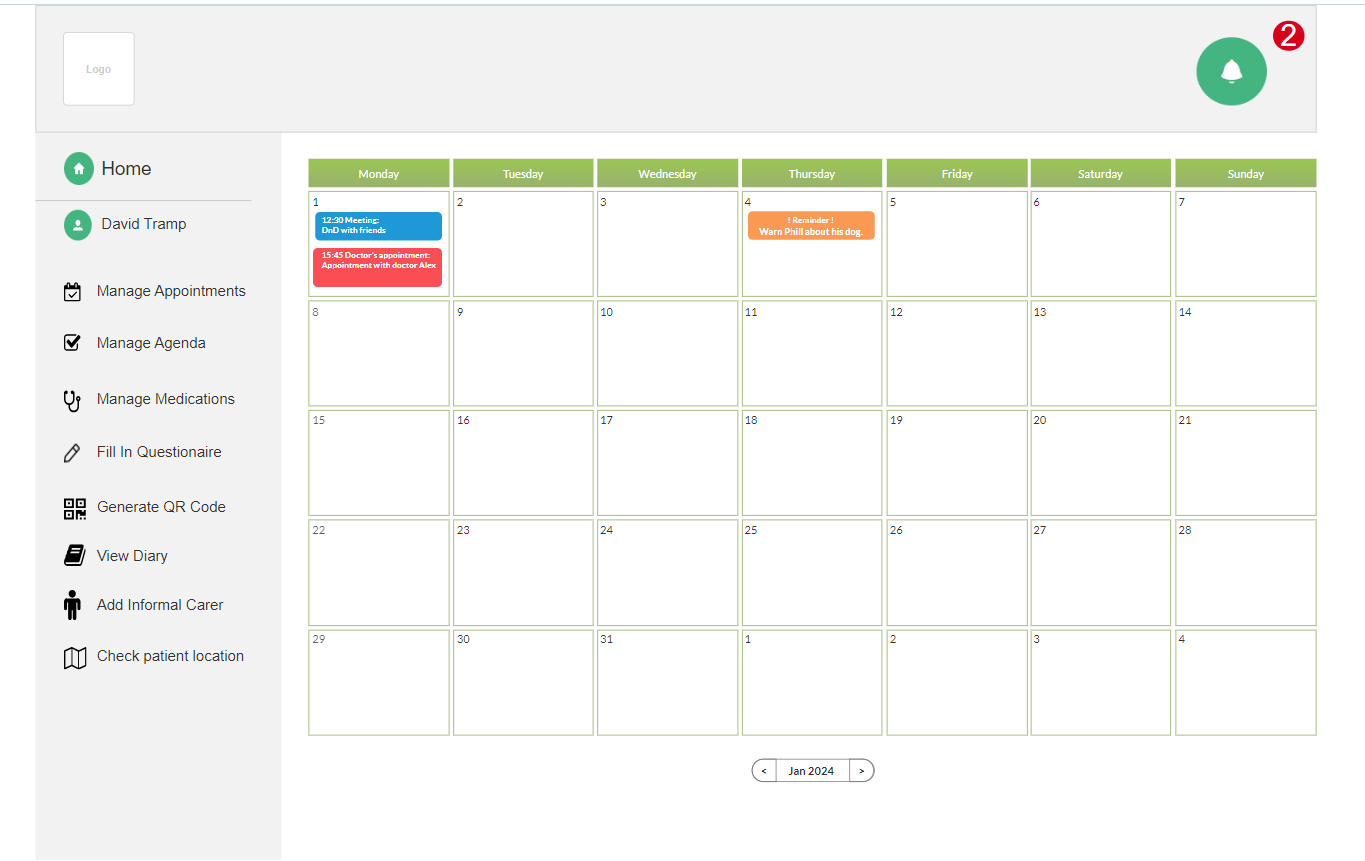 2
Logo
Home
David Tramp
Manage Appointments
Manage Agenda
Manage Medications
Fill In Questionaire
Generate QR Code
View Diary
Add Informal Carer
Check patient location
Monday Tuesday Wednesday Thursday Friday Saturday Sunday
1 2 3 4 5 6 7
12:30 Meeting:
DnD with friends
15:45 Doctor's appointment:
Appointment with doctor Alex
! Reminder !
Warn Phill about his dog.
8 9 10 11 12 13 14
15 16 17 18 19 20 21
22 23 24 25 26 27 28
29 30 31 1 2 3 4
< Jan 2024 >